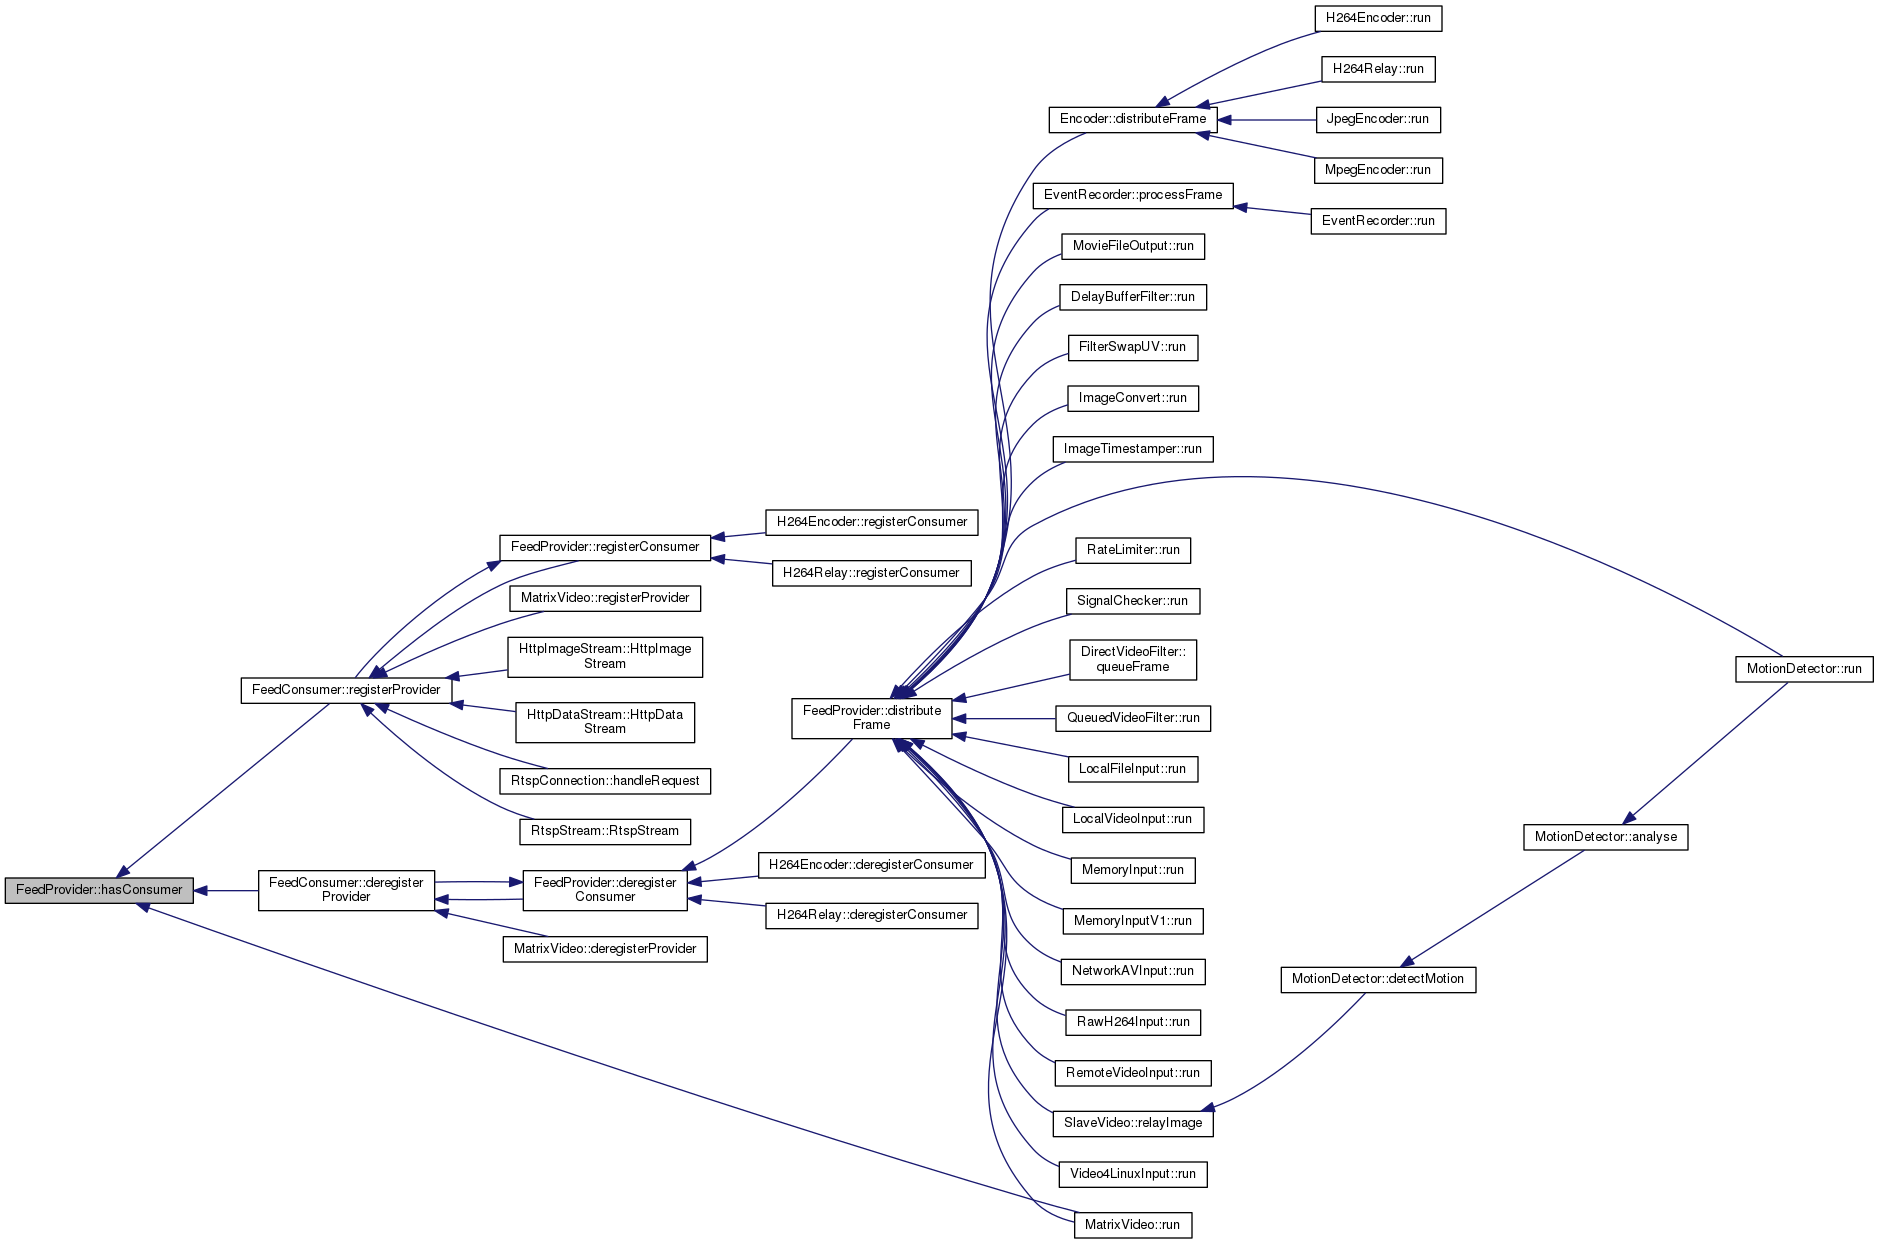 H264Encoder::run
H264Relay::run
Encoder::distributeFrame
JpegEncoder::run
MpegEncoder::run
EventRecorder::processFrame
EventRecorder::run
MovieFileOutput::run
DelayBufferFilter::run
FilterSwapUV::run
ImageConvert::run
ImageTimestamper::run
H264Encoder::registerConsumer
FeedProvider::registerConsumer
RateLimiter::run
H264Relay::registerConsumer
MatrixVideo::registerProvider
SignalChecker::run
HttpImageStream::HttpImage
Stream
DirectVideoFilter::
queueFrame
MotionDetector::run
FeedConsumer::registerProvider
HttpDataStream::HttpData
Stream
FeedProvider::distribute
Frame
QueuedVideoFilter::run
RtspConnection::handleRequest
LocalFileInput::run
LocalVideoInput::run
RtspStream::RtspStream
MotionDetector::analyse
H264Encoder::deregisterConsumer
MemoryInput::run
FeedProvider::hasConsumer
FeedConsumer::deregister
Provider
FeedProvider::deregister
Consumer
H264Relay::deregisterConsumer
MemoryInputV1::run
MatrixVideo::deregisterProvider
NetworkAVInput::run
MotionDetector::detectMotion
RawH264Input::run
RemoteVideoInput::run
SlaveVideo::relayImage
Video4LinuxInput::run
MatrixVideo::run